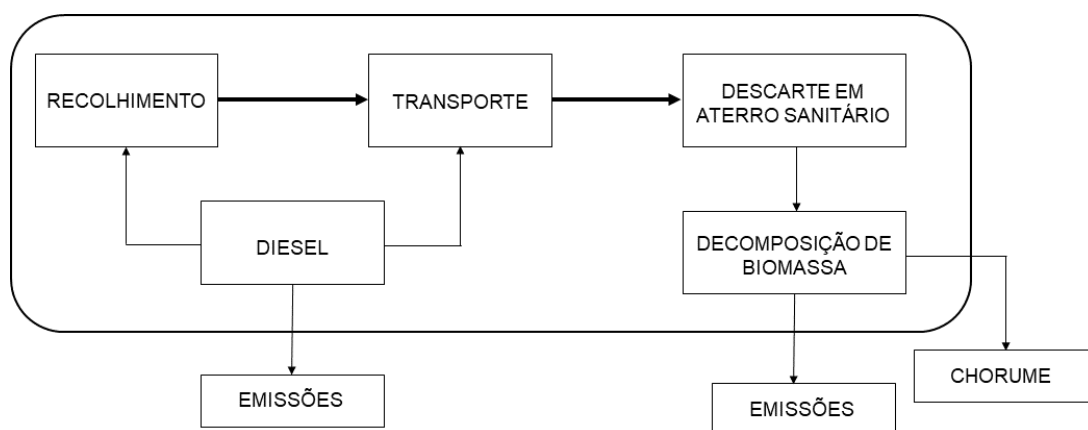 RECOLHIMENTO
TRANSPORTE
DESCARTE EM
ATERRO SANITÁRIO
DIESEL
DECOMPOSIÇÃO DE
BIOMASSA
EMISSÕES
EMISSÕES
CHORUME